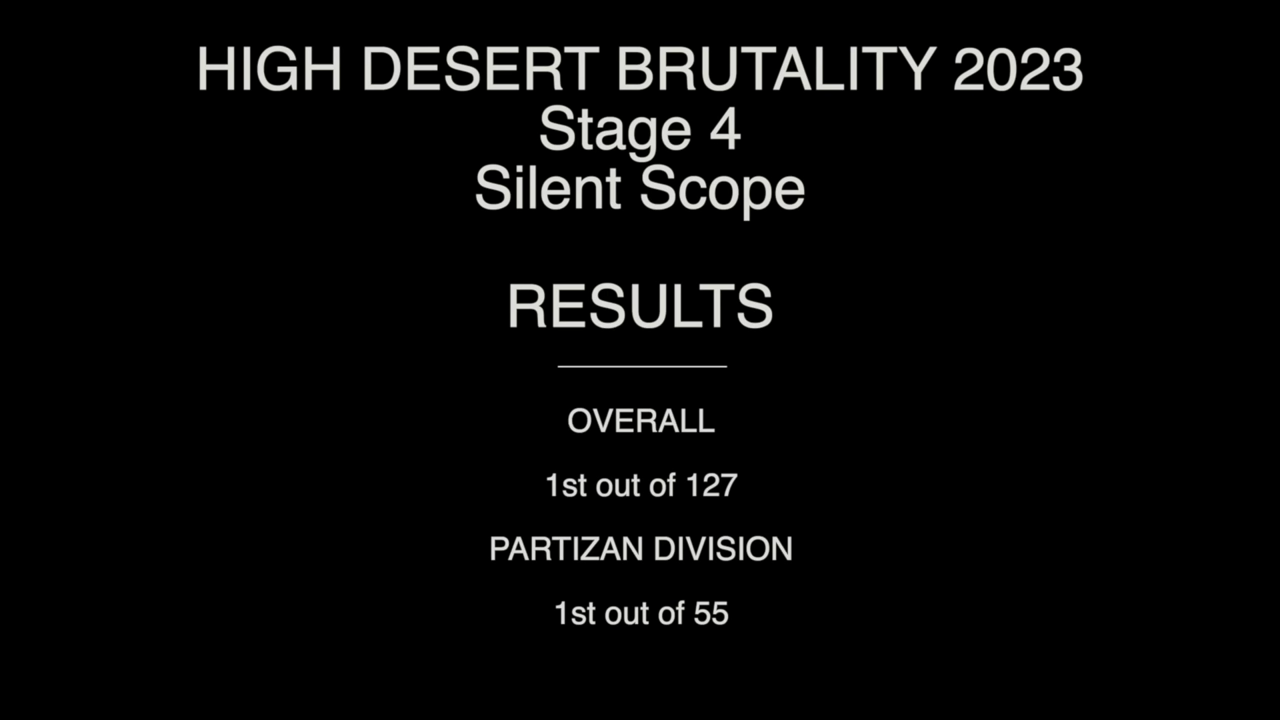 HIGH DESERT BRUTALITY 2023
Stage 4
Silent Scope
RESULTS
OVERALL
1st out of 127
PARTIZAN DIVISION
1st out of 55